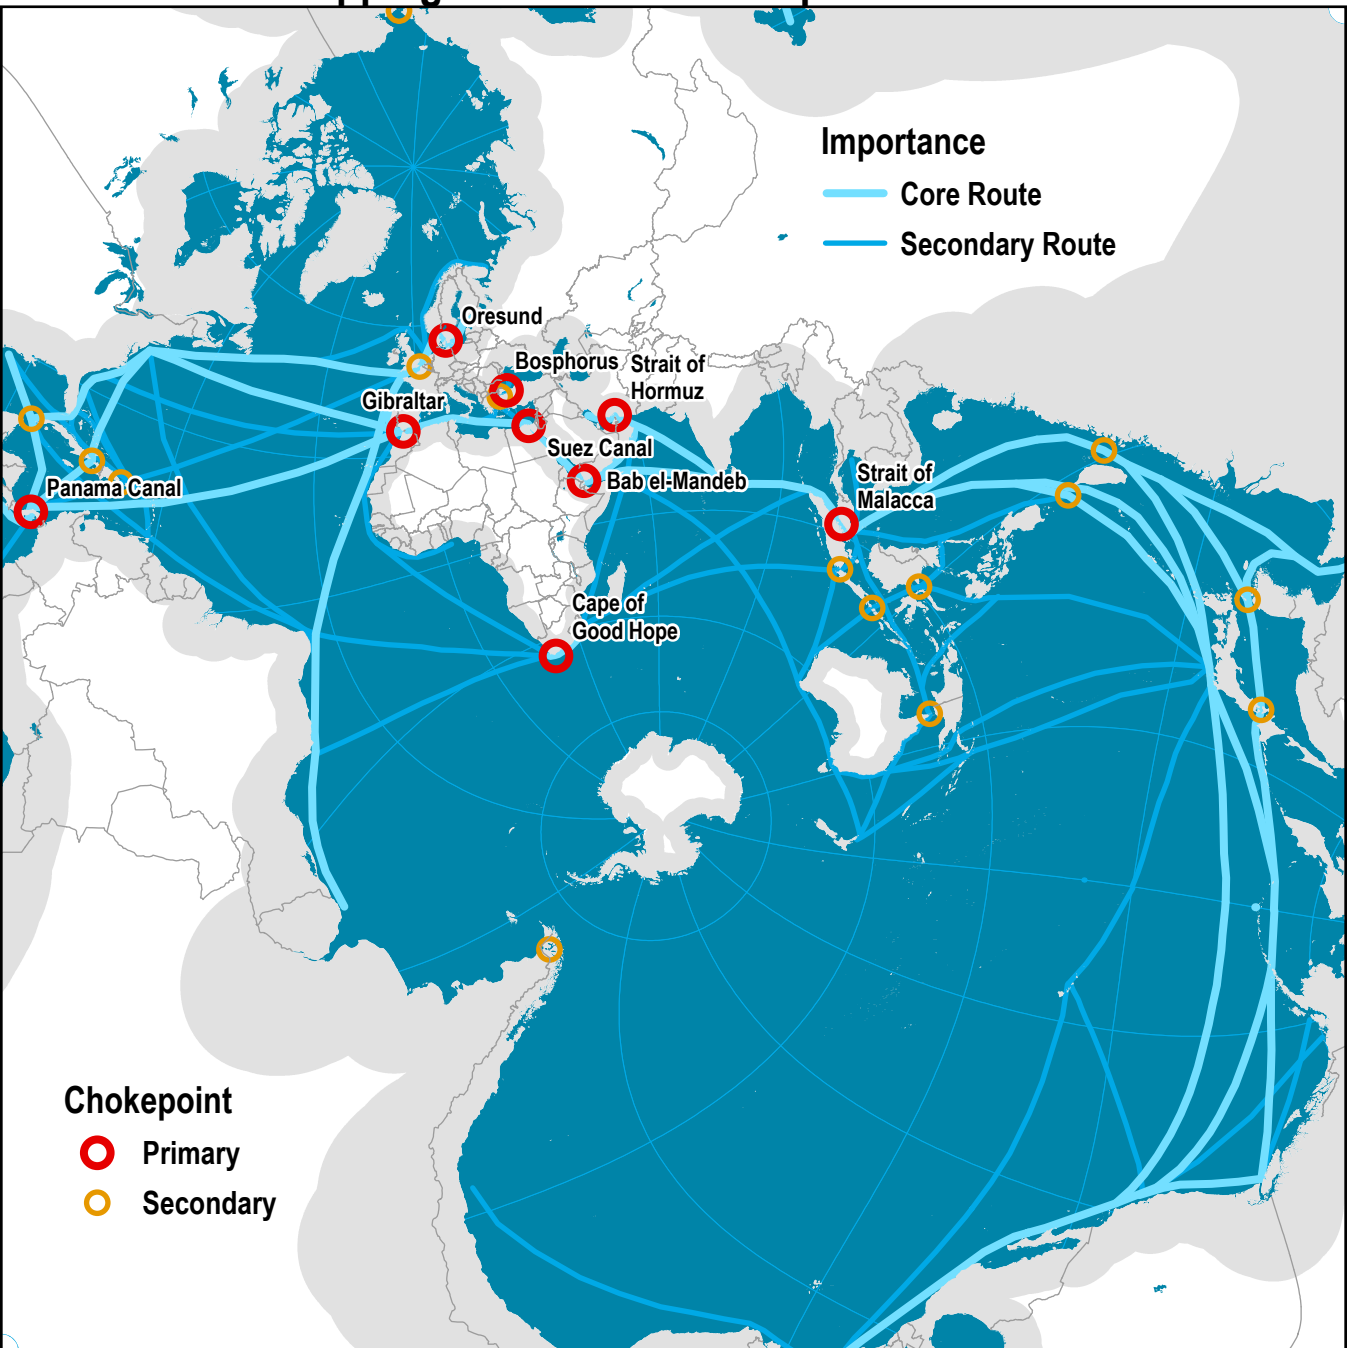 Importance
Core Route
Secondary Route
Oresund
Bosphorus
Strait of
Hormuz
Gibraltar
Suez Canal
Bab el-Mandeb
Strait of
Malacca
Panama Canal
Cape of
Good Hope
Chokepoint
Primary
Secondary